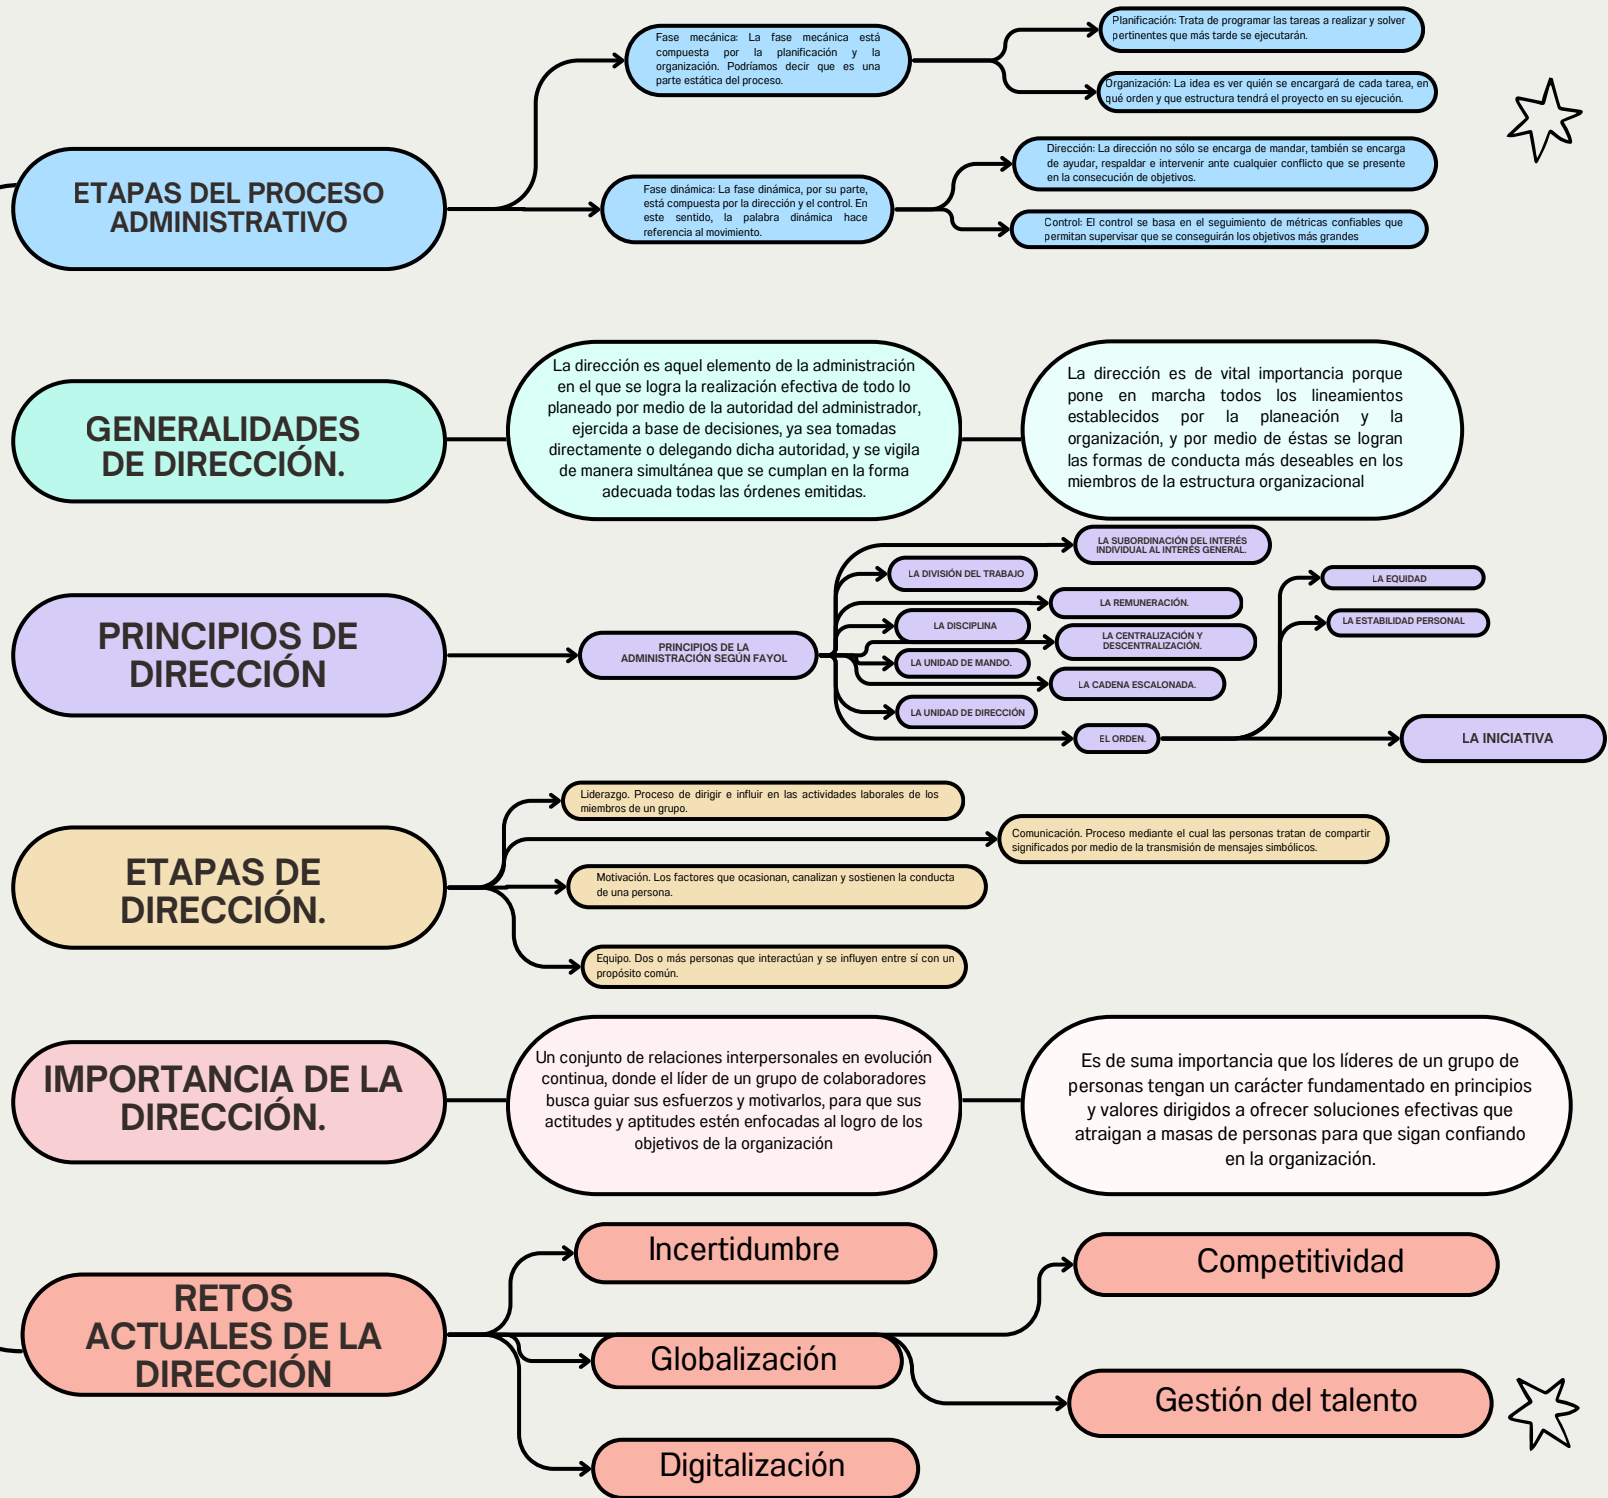 ETAPAS DEL PROCESO
ADMINISTRATIVO
Fase mecánica: La fase mecánica está
compuesta por la planificación y la
organización. Podríamos decir que es una
parte estática del proceso.
Planificación: Trata de programar las tareas a realizar y solver
pertinentes que más tarde se ejecutarán.
Organización: La idea es ver quién se encargará de cada tarea, en
qué orden y que estructura tendrá el proyecto en su ejecución.
Fase dinámica: La fase dinámica, por su parte,
está compuesta por la dirección y el control. En
este sentido, la palabra dinámica hace
referencia al movimiento.
Dirección: La dirección no sólo se encarga de mandar, también se encarga
de ayudar, respaldar e intervenir ante cualquier conflicto que se presente
en la consecución de objetivos.
Control: El control se basa en el seguimiento de métricas confiables que
permitan supervisar que se conseguirán los objetivos más grandes
GENERALIDADES
DE DIRECCIÓN.
La dirección es aquel elemento de la administración
en el que se logra la realización efectiva de todo lo
planeado por medio de la autoridad del administrador,
ejercida a base de decisiones, ya sea tomadas
directamente o delegando dicha autoridad, y se vigila
de manera simultánea que se cumplan en la forma
adecuada todas las órdenes emitidas.
La dirección es de vital importancia porque
pone en marcha todos los lineamientos
establecidos por la planeación y la
organización, y por medio de éstas se logran
las formas de conducta más deseables en los
miembros de la estructura organizacional
PRINCIPIOS DE
DIRECCIÓN
PRINCIPIOS DE LA
ADMINISTRACIÓN SEGÚN FAYOL
LA SUBORDINACIÓN DEL INTERÉS
INDIVIDUAL AL INTERÉS GENERAL.
LA DIVISIÓN DEL TRABAJO
LA REMUNERACIÓN.
LA DISCIPLINA
LA CENTRALIZACIÓN Y
DESCENTRALIZACIÓN.
LA UNIDAD DE MANDO.
LA CADENA ESCALONADA.
LA UNIDAD DE DIRECCIÓN
EL ORDEN.
LA EQUIDAD
LA ESTABILIDAD PERSONAL
LA INICIATIVA
ETAPAS DE
DIRECCIÓN.
Liderazgo. Proceso de dirigir e influir en las actividades laborales de los
miembros de un grupo.
Comunicación. Proceso mediante el cual las personas tratan de compartir
significados por medio de la transmisión de mensajes simbólicos.
Motivación. Los factores que ocasionan, canalizan y sostienen la conducta
de una persona.
Equipo. Dos o más personas que interactúan y se influyen entre sí con un
propósito común.
IMPORTANCIA DE LA
DIRECCIÓN.
Un conjunto de relaciones interpersonales en evolución
continua, donde el líder de un grupo de colaboradores
busca guiar sus esfuerzos y motivarlos, para que sus
actitudes y aptitudes estén enfocadas al logro de los
objetivos de la organización
Es de suma importancia que los líderes de un grupo de
personas tengan un carácter fundamentado en principios
y valores dirigidos a ofrecer soluciones efectivas que
atraigan a masas de personas para que sigan confiando
en la organización.
RETOS
ACTUALES DE LA
DIRECCIÓN
Incertidumbre
Competitividad
Globalización
Gestión del talento
Digitalización